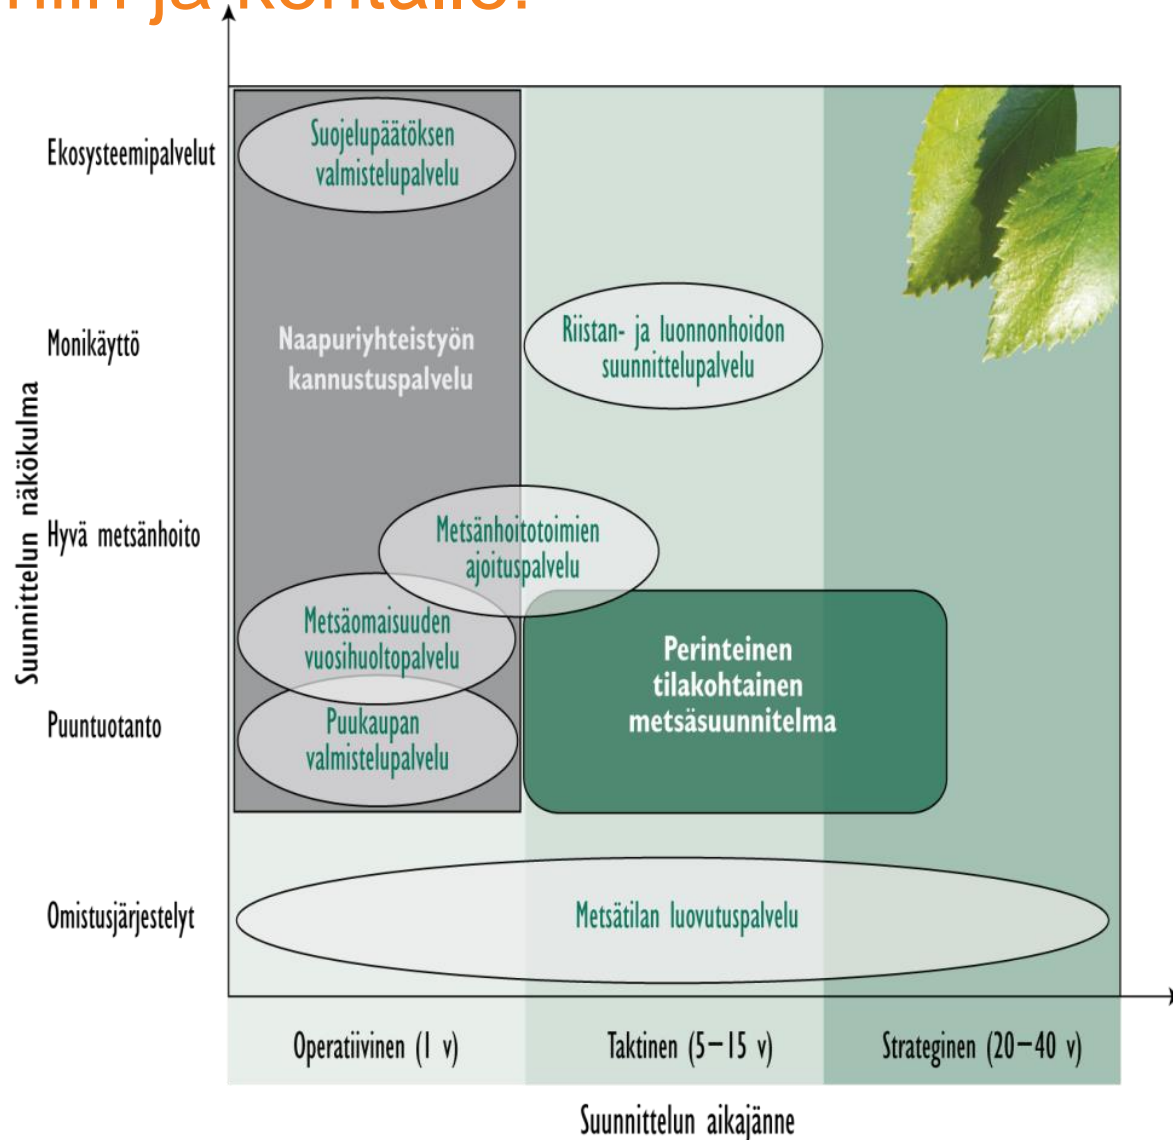 ja
Ekosysteemipalvelut
Suojelupäätöksen
valmistelupalvelu
Monikäyttö
Naapuriyhteistyön
kannustuspalvelu
Riistan- ja luonnonhoidon
suunnittelupalvelu
Suunnittelun näkökulma
Hyvä metsänhoito
Metsänhoitotoimien
ajoituspalvelu
Metsäomaisuuden
vuosihuoltopalvelu
Perinteinen
tilakohtainen
metsäsuunnitelma
Puuntuotanto
Puukaupan
valmistelupalvelu
Omistusjärjestelyt
Metsätilan luovutuspalvelu
Operatiivinen (1 v)
Taktinen (5–15 v)
Strateginen (20–40 v)
Suunnittelun aikajänne